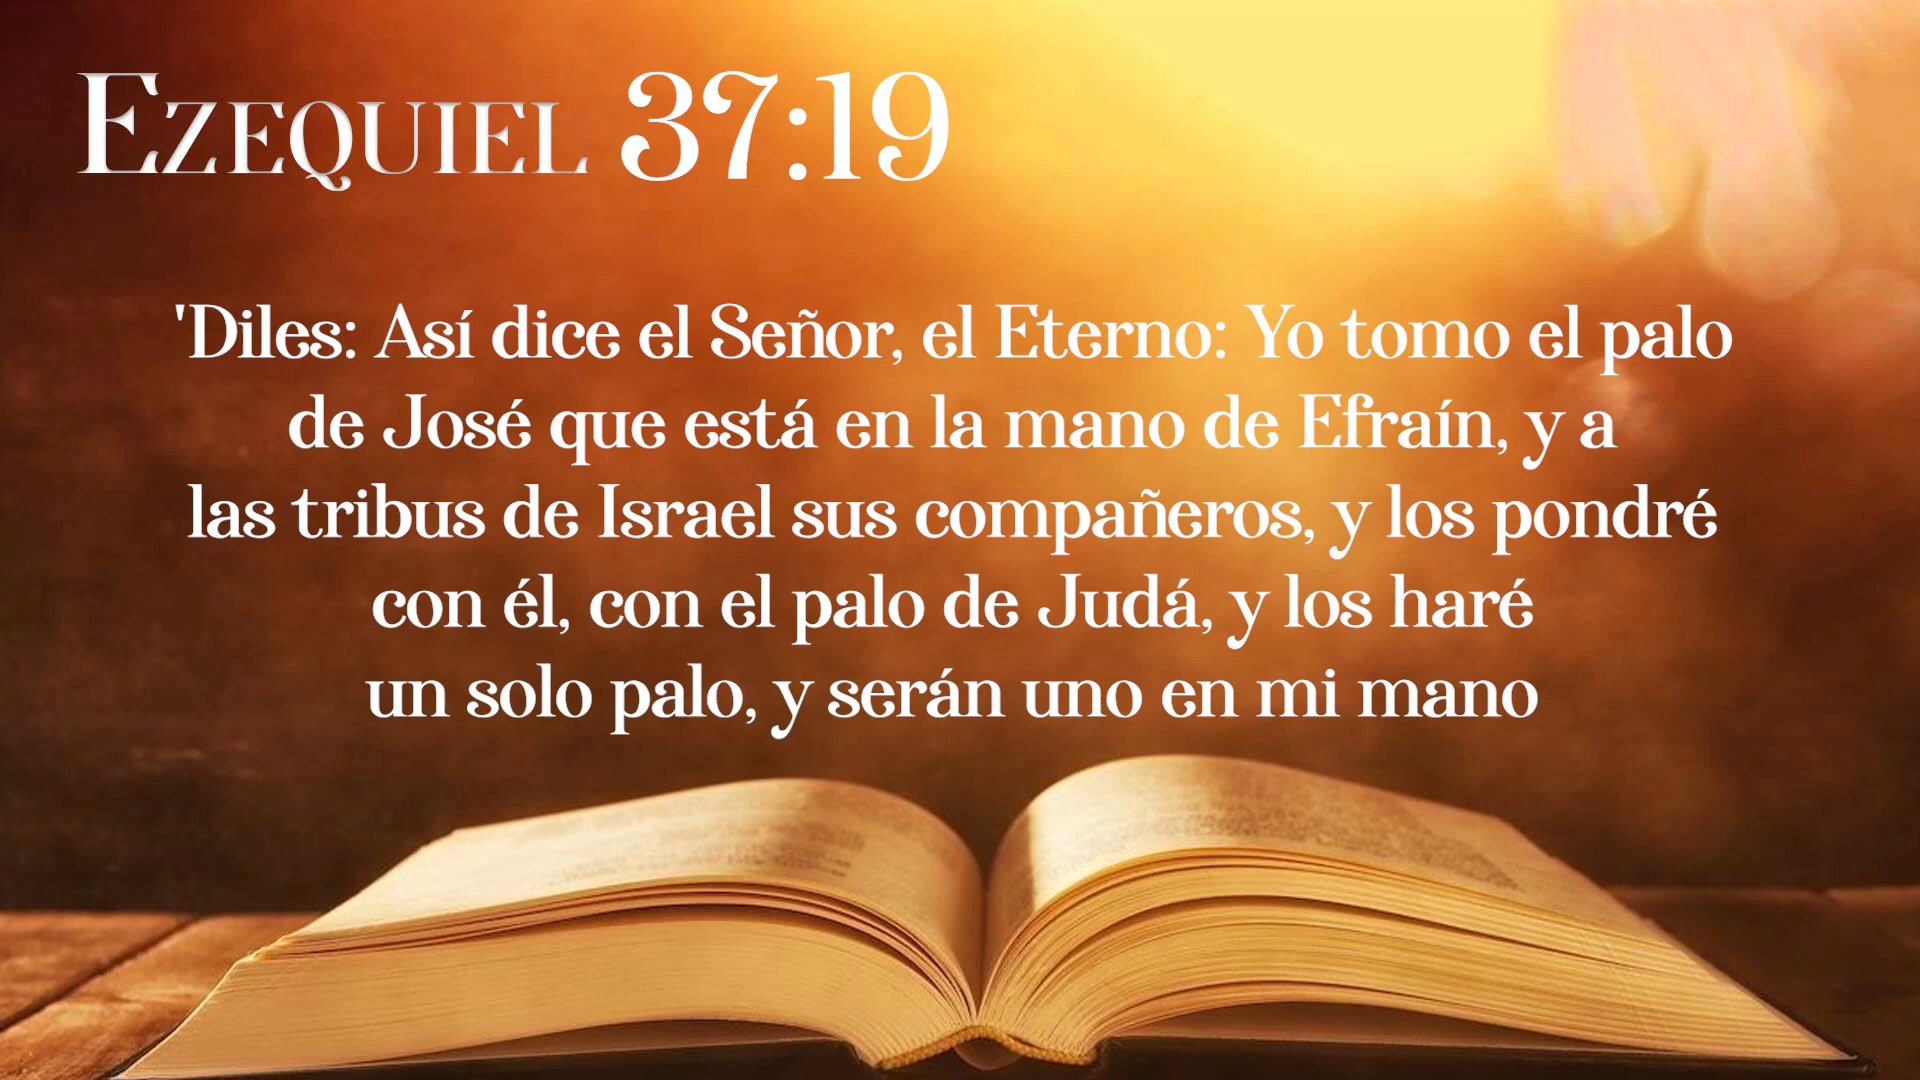 Ezequiel 37:19
'Diles: Así dice el Señor, el Eterno: Yo tomo el palo
de José que está en la mano de Efraín, y a
las tribus de Israel sus compañeros, y los pondré
con él, con el palo de Judá, y los haré
un solo palo, y serán uno en mi mano